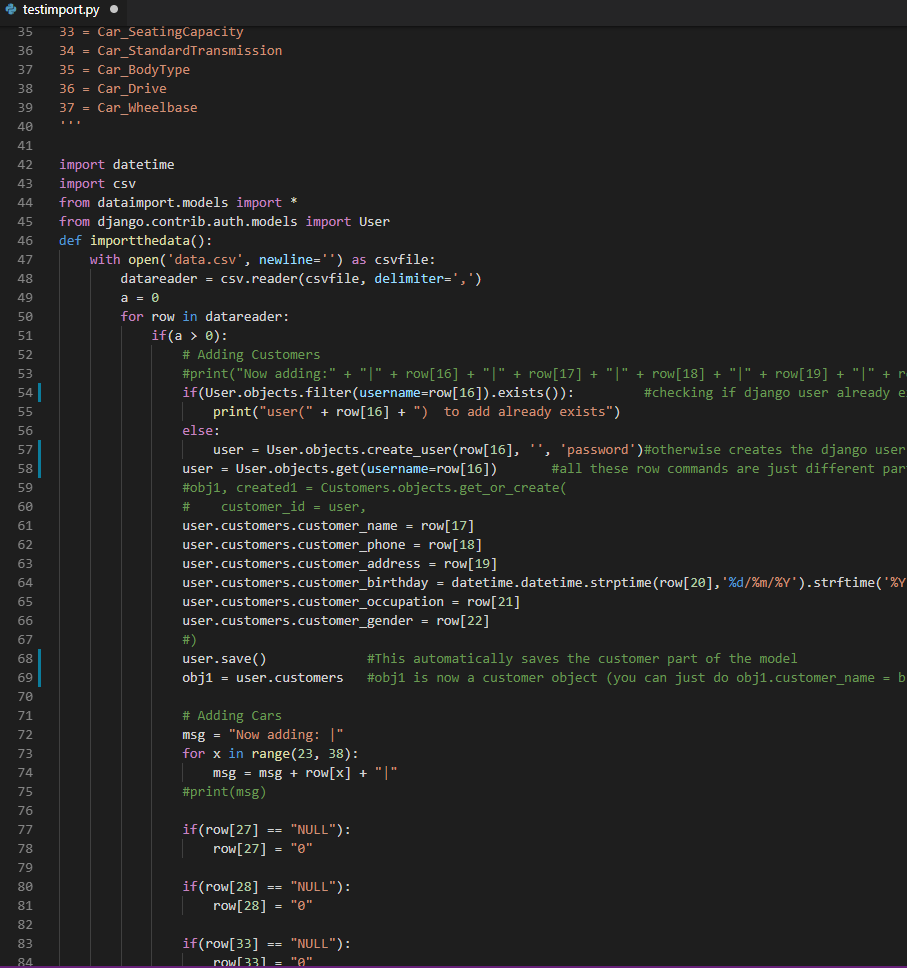 testimport.py
35 33 = Car_SeatingCapacity
36 34 = Car_StandardTransmission
37 35 = Car_BodyType
38 36 = Car_Drive
39 37 = Car_Wheelbase
40 '''
41
42 import datetime
43 import csv
44 from dataimport.models import *
45 from django.contrib.auth.models import User
46 def importthedata():
47 with open('data.csv', newline='') as csvfile:
48 datareader = csv.reader(csvfile, delimiter=',')
49 a = 0
50 for row in datareader:
51 if(a > 0):
52 # Adding Customers
53 #print("Now adding:" + "|" + row[16] + "|" + row[17] + "|" + row[18] + "|" + row[19] + "|" + r
54 if(User.objects.filter(username=row[16]).exists()): #checking if django user already e
55 print("user(" + row[16] + ")  to add already exists")
56 else:
57 user = User.objects.create_user(row[16], '', 'password')#otherwise creates the django user
58 user = User.objects.get(username=row[16]) #all these row commands are just different par
59 #obj1, created1 = Customers.objects.get_or_create(
60 #    customer_id = user,
61 user.customers.customer_name = row[17]
62 user.customers.customer_phone = row[18]
63 user.customers.customer_address = row[19]
64 user.customers.customer_birthday = datetime.datetime.strptime(row[20],'%d/%m/%Y').strftime('%Y
65 user.customers.customer_occupation = row[21]
66 user.customers.customer_gender = row[22]
67 #)
68 user.save() #This automatically saves the customer part of the model
69 obj1 = user.customers #obj1 is now a customer object (you can just do obj1.customer_name = b
70
71 # Adding Cars
72 msg = "Now adding: |"
73 for x in range(23, 38):
74 msg = msg + row[x] + "|"
75 #print(msg)
76
77 if(row[27] == "NULL"):
78 row[27] = "0"
79
80 if(row[28] == "NULL"):
81 row[28] = "0"
82
83 if(row[33] == "NULL"):
84 row[33] = "0"